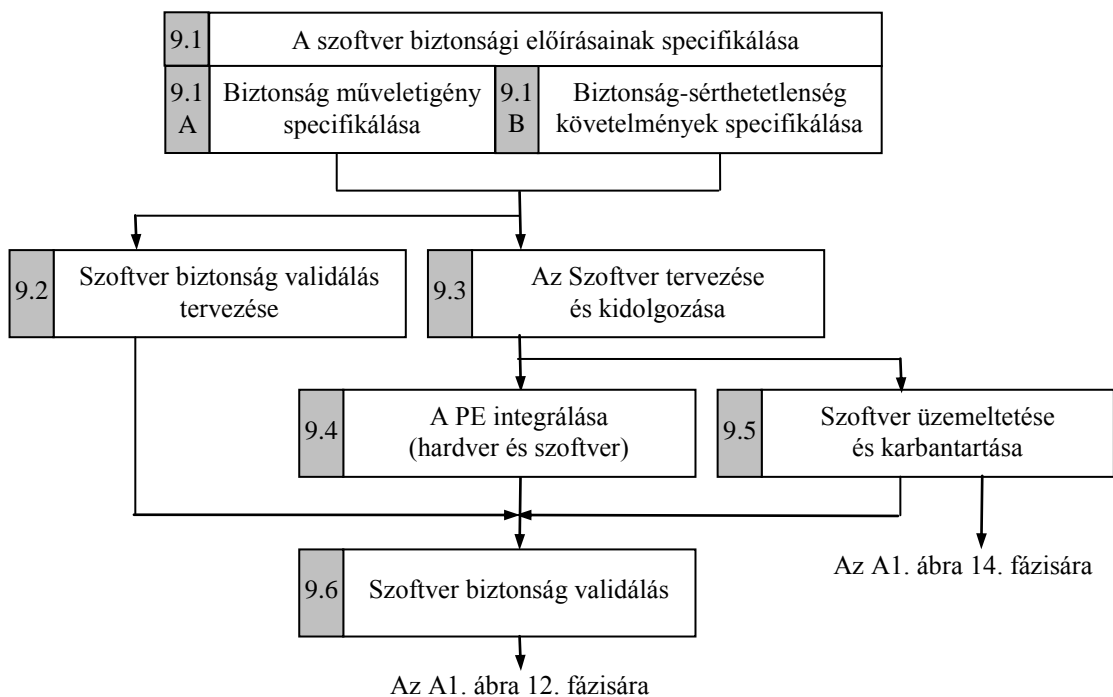 9.1 A szoftver biztonsági előírásainak specifikálása
9.1 A
Biztonság műveletigény
specifikálása
9.1 B
Biztonság-sérthetetlenség
követelmények specifikálása
9.2
Szoftver biztonság validálás
tervezése
9.3
Az Szoftver tervezése
és kidolgozása
9.4
A PE integrálása
(hardver és szoftver)
9.5
Szoftver üzemeltetése
és karbantartása
9.6 Szoftver biztonság validálás
Az A1. ábra 14. fázisára
Az A1. ábra 12. fázisára